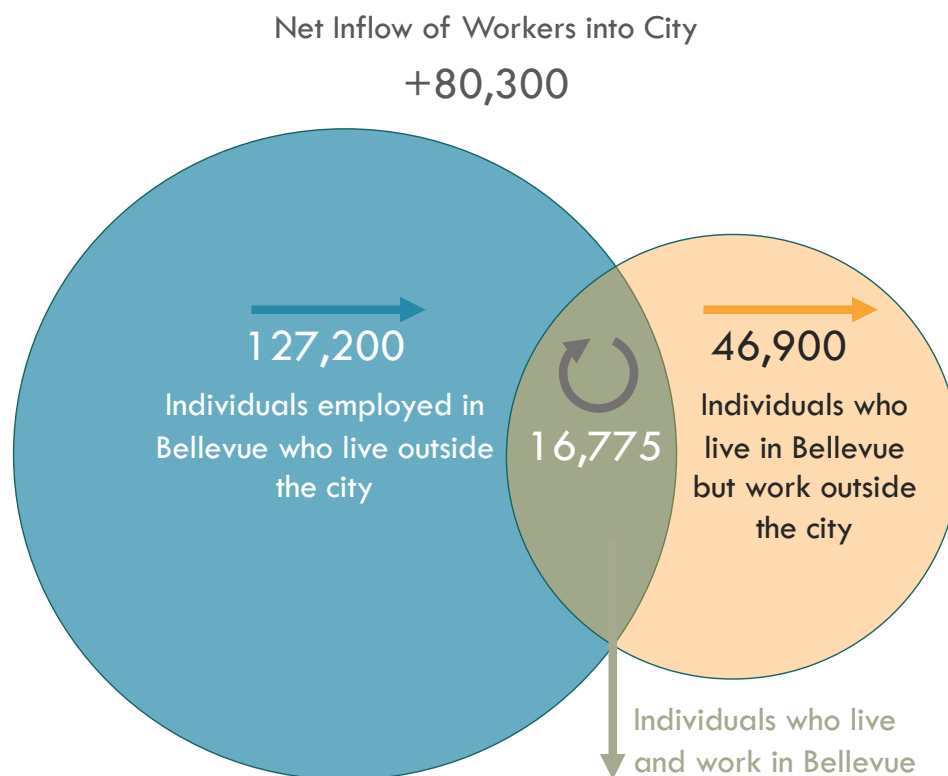 Net Inflow of Workers into City
+80,300
127,200
Individuals employed in
Bellevue who live outside
the city
16,775
46,900
Individuals who
live in Bellevue
but work outside
the city
Individuals who live
and work in Bellevue